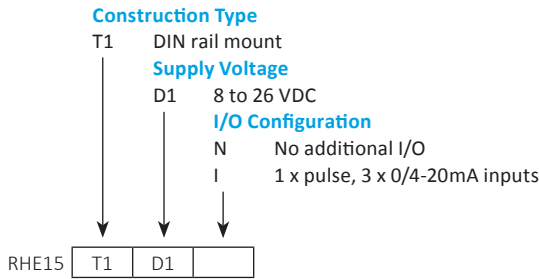 Construction Type
T1 DIN rail mount
Supply Voltage
D1 8 to 26 VDC
I/O Configuration
N No additional I/O
I 1 x pulse, 3 x 0/4-20mA inputs
RHE15 T1 D1